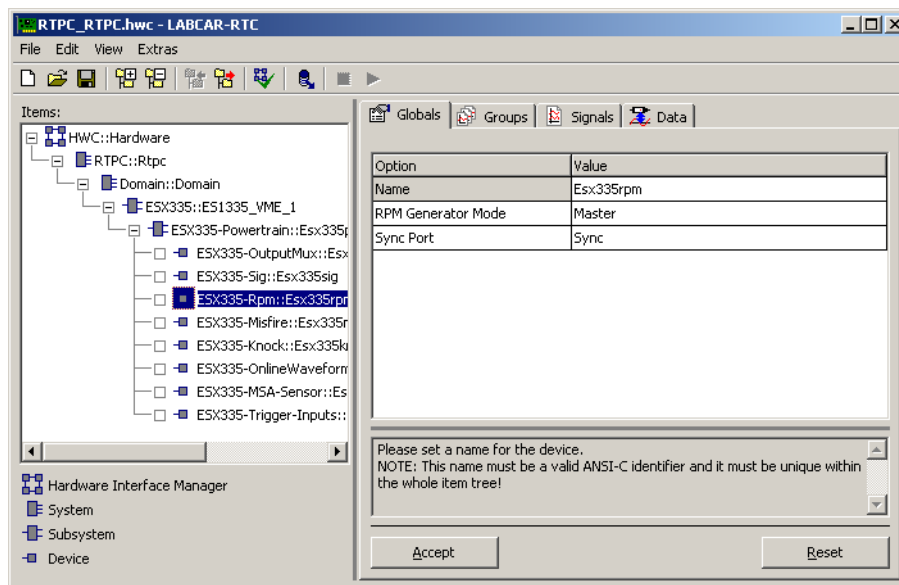 RTPC_RTPC.hwc - LABCAR-RTC
File Edit View Extras
Items:
HWC::Hardware
RTPC::Rtpc
Domain::Domain
ESX335::ES1335_VME_1
ESX335-Powertrain::Esx335p
ESX335-OutputMux::Esx
ESX335-Sig::Esx335sig
ESX335-Rpm::Esx335rpm
ESX335-Misfire::Esx335r
ESX335-Knock::Esx335kr
ESX335-OnlineWaveform
ESX335-MSA-Sensor::Es
ESX335-Trigger-Inputs::
Hardware Interface Manager
System
Subsystem
Device
Globals Groups Signals Data
Option Value
Name Esx335rpm
RPM Generator Mode Master
Sync Port Sync
Please set a name for the device.
NOTE: This name must be a valid ANSI-C identifier and it must be unique within
the whole item tree!
Accept Reset